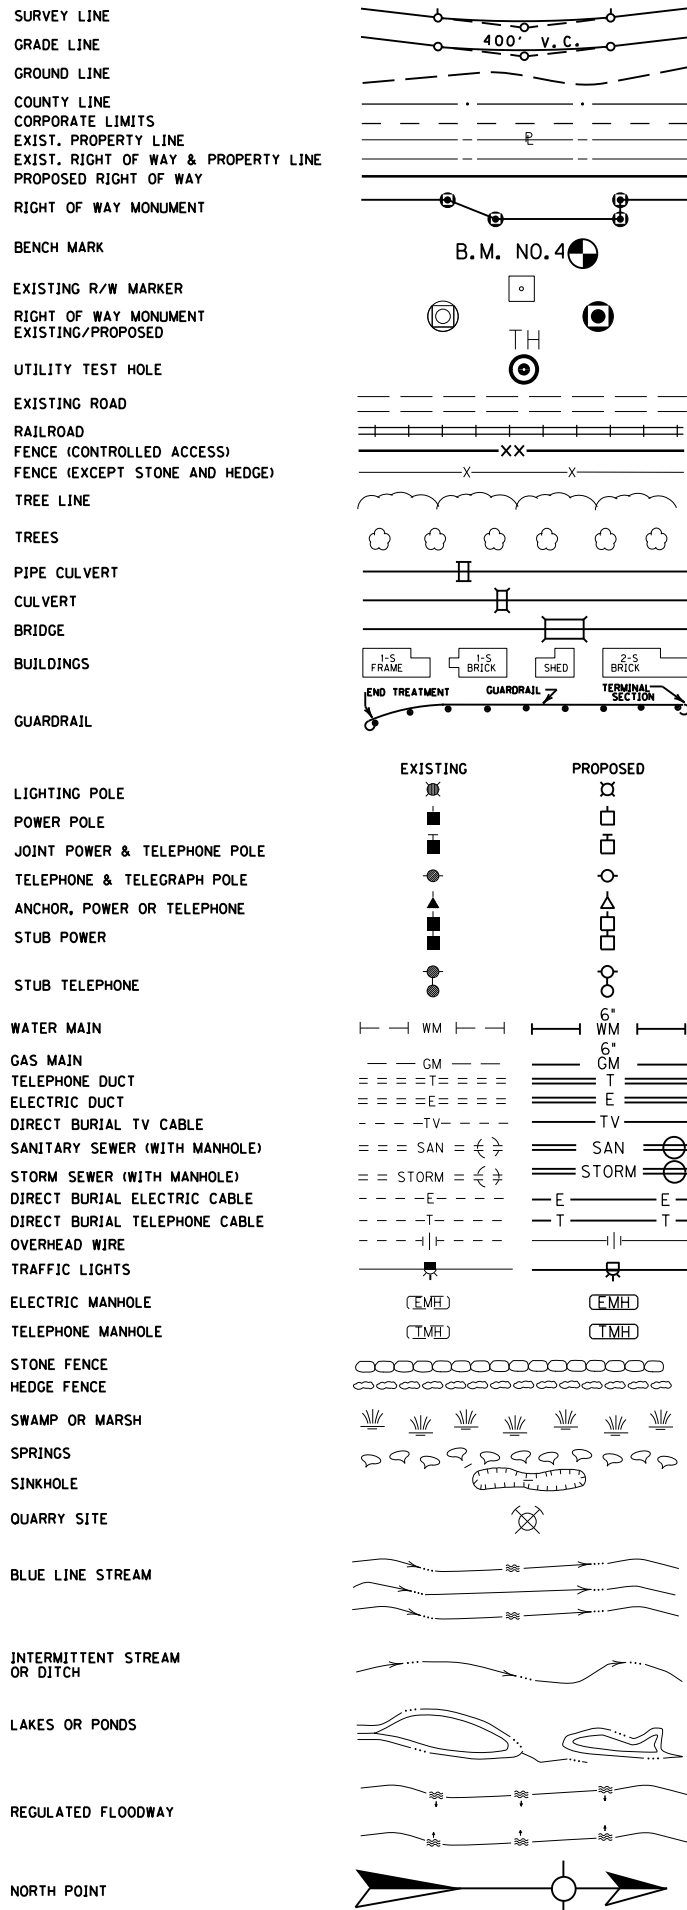 SURVEY LINE
GRADE LINE 400' V.C.
GROUND LINE
COUNTY LINE
CORPORATE LIMITS
EXIST. PROPERTY LINE PL
EXIST. RIGHT OF WAY & PROPERTY LINE
PROPOSED RIGHT OF WAY
RIGHT OF WAY MONUMENT
BENCH MARK B.M. NO.4
EXISTING R/W MARKER
RIGHT OF WAY MONUMENT
EXISTING/PROPOSED
TH
UTILITY TEST HOLE
EXISTING ROAD
RAILROAD
FENCE (CONTROLLED ACCESS)
FENCE (EXCEPT STONE AND HEDGE)
TREE LINE
TREES
PIPE CULVERT
CULVERT
BRIDGE
BUILDINGS 1-S FRAME 1-S BRICK SHED 2-S BRICK
END TREATMENT GUARDRAIL TERMINAL SECTION
GUARDRAIL
EXISTING PROPOSED
LIGHTING POLE
POWER POLE
JOINT POWER & TELEPHONE POLE
TELEPHONE & TELEGRAPH POLE
ANCHOR, POWER OR TELEPHONE
STUB POWER
STUB TELEPHONE
6"
WATER MAIN WM WM
6"
GAS MAIN GM GM
TELEPHONE DUCT T T
ELECTRIC DUCT E E
DIRECT BURIAL TV CABLE TV TV
SANITARY SEWER (WITH MANHOLE) SAN SAN
STORM SEWER (WITH MANHOLE) STORM STORM
DIRECT BURIAL ELECTRIC CABLE E E E
DIRECT BURIAL TELEPHONE CABLE T T T
OVERHEAD WIRE
TRAFFIC LIGHTS
ELECTRIC MANHOLE EMH EMH
TELEPHONE MANHOLE TMH TMH
STONE FENCE
HEDGE FENCE
SWAMP OR MARSH
SPRINGS
SINKHOLE
QUARRY SITE
BLUE LINE STREAM
INTERMITTENT STREAM
OR DITCH
LAKES OR PONDS
REGULATED FLOODWAY
NORTH POINT